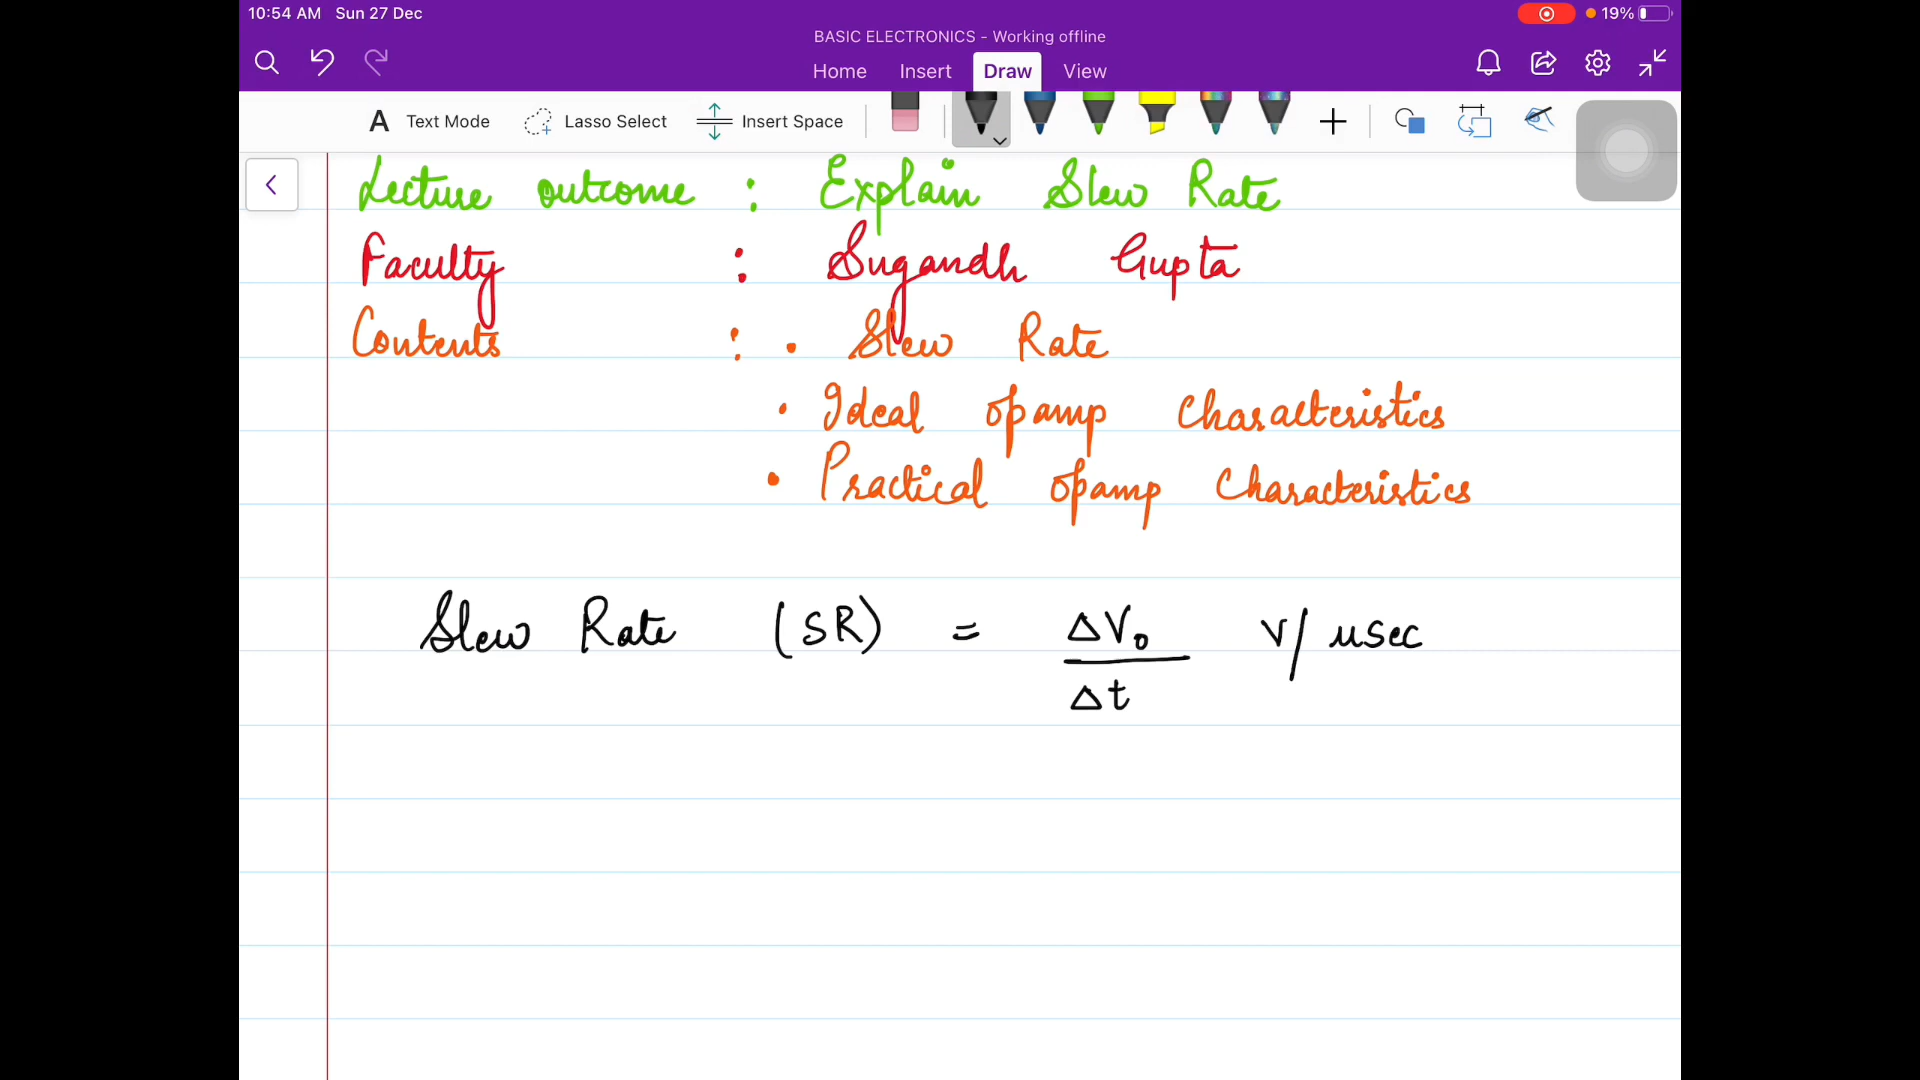 10:54 AM Sun 27 Dec
19%
BASIC ELECTRONICS - Working offline
Home Insert Draw View
Text Mode Lasso Select Insert Space
Lecture outcome : Explain Slew Rate
Faculty : Sugandh Gupta
Contents : • Slew Rate
• Ideal opamp characteristics
• Practical opamp characteristics
Slew Rate (SR) = ΔVo / Δt v/usec